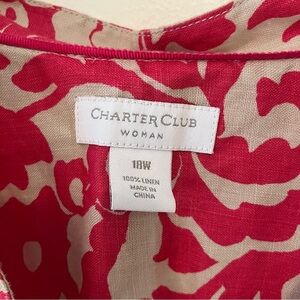 CHARTER CLUB
WOMAN
18W
100% LINEN
MADE IN
CHINA